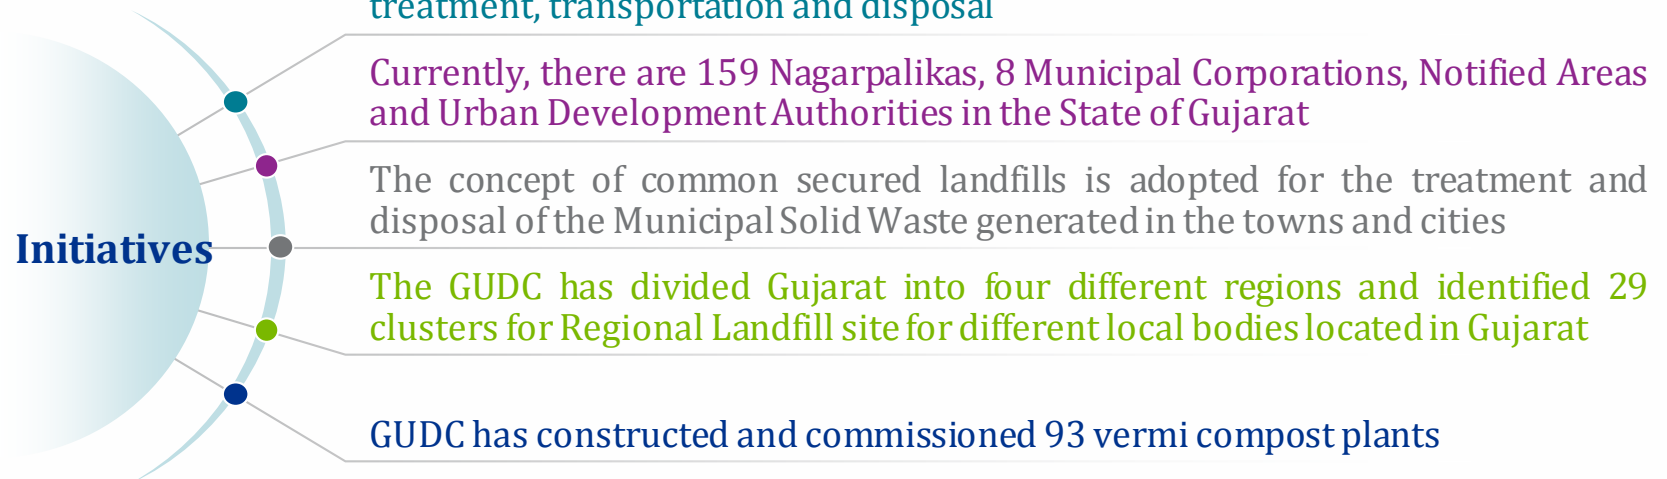 treatment, transportation and disposal
Currently, there are 159 Nagarpalikas, 8 Municipal Corporations, Notified Areas
and Urban Development Authorities in the State of Gujarat
The concept of common secured landfills is adopted for the treatment and
disposal of the Municipal Solid Waste generated in the towns and cities
Initiatives
The GUDC has divided Gujarat into four different regions and identified 29
clusters for Regional Landfill site for different local bodies located in Gujarat
GUDC has constructed and commissioned 93 vermi compost plants